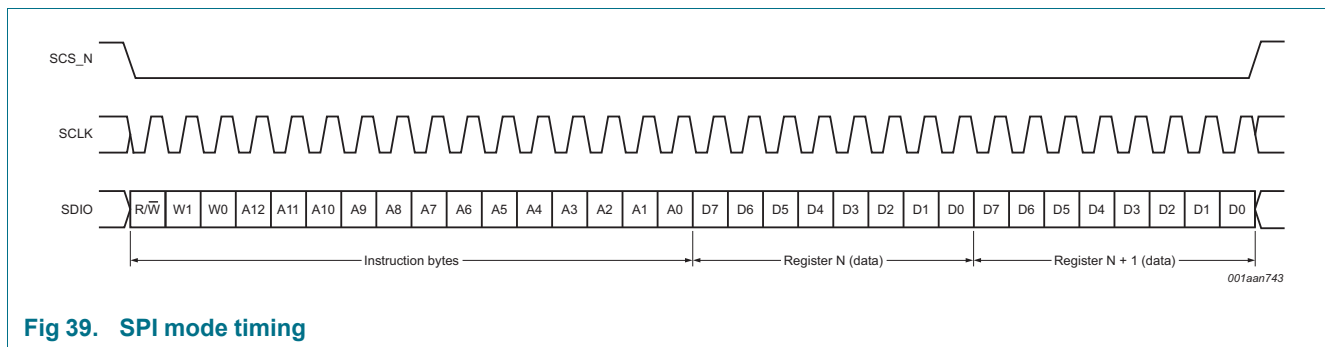 SCS_N
SCLK
SDIO R/W̅ W1 W0 A12 A11 A10 A9 A8 A7 A6 A5 A4 A3 A2 A1 A0 D7 D6 D5 D4 D3 D2 D1 D0 D7 D6 D5 D4 D3 D2 D1 D0
Instruction bytes Register N (data) Register N + 1 (data)
001aan743
Fig 39. SPI mode timing